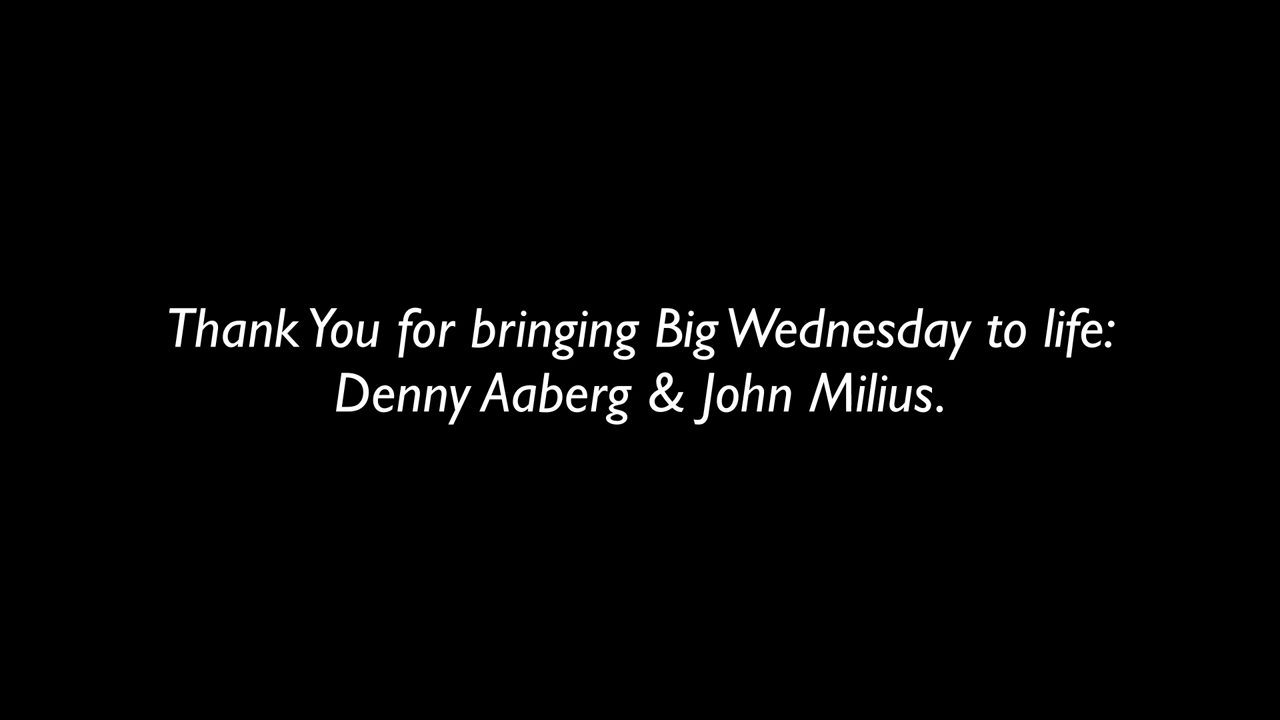 Thank You for bringing Big Wednesday to life:
Denny Aaberg & John Milius.